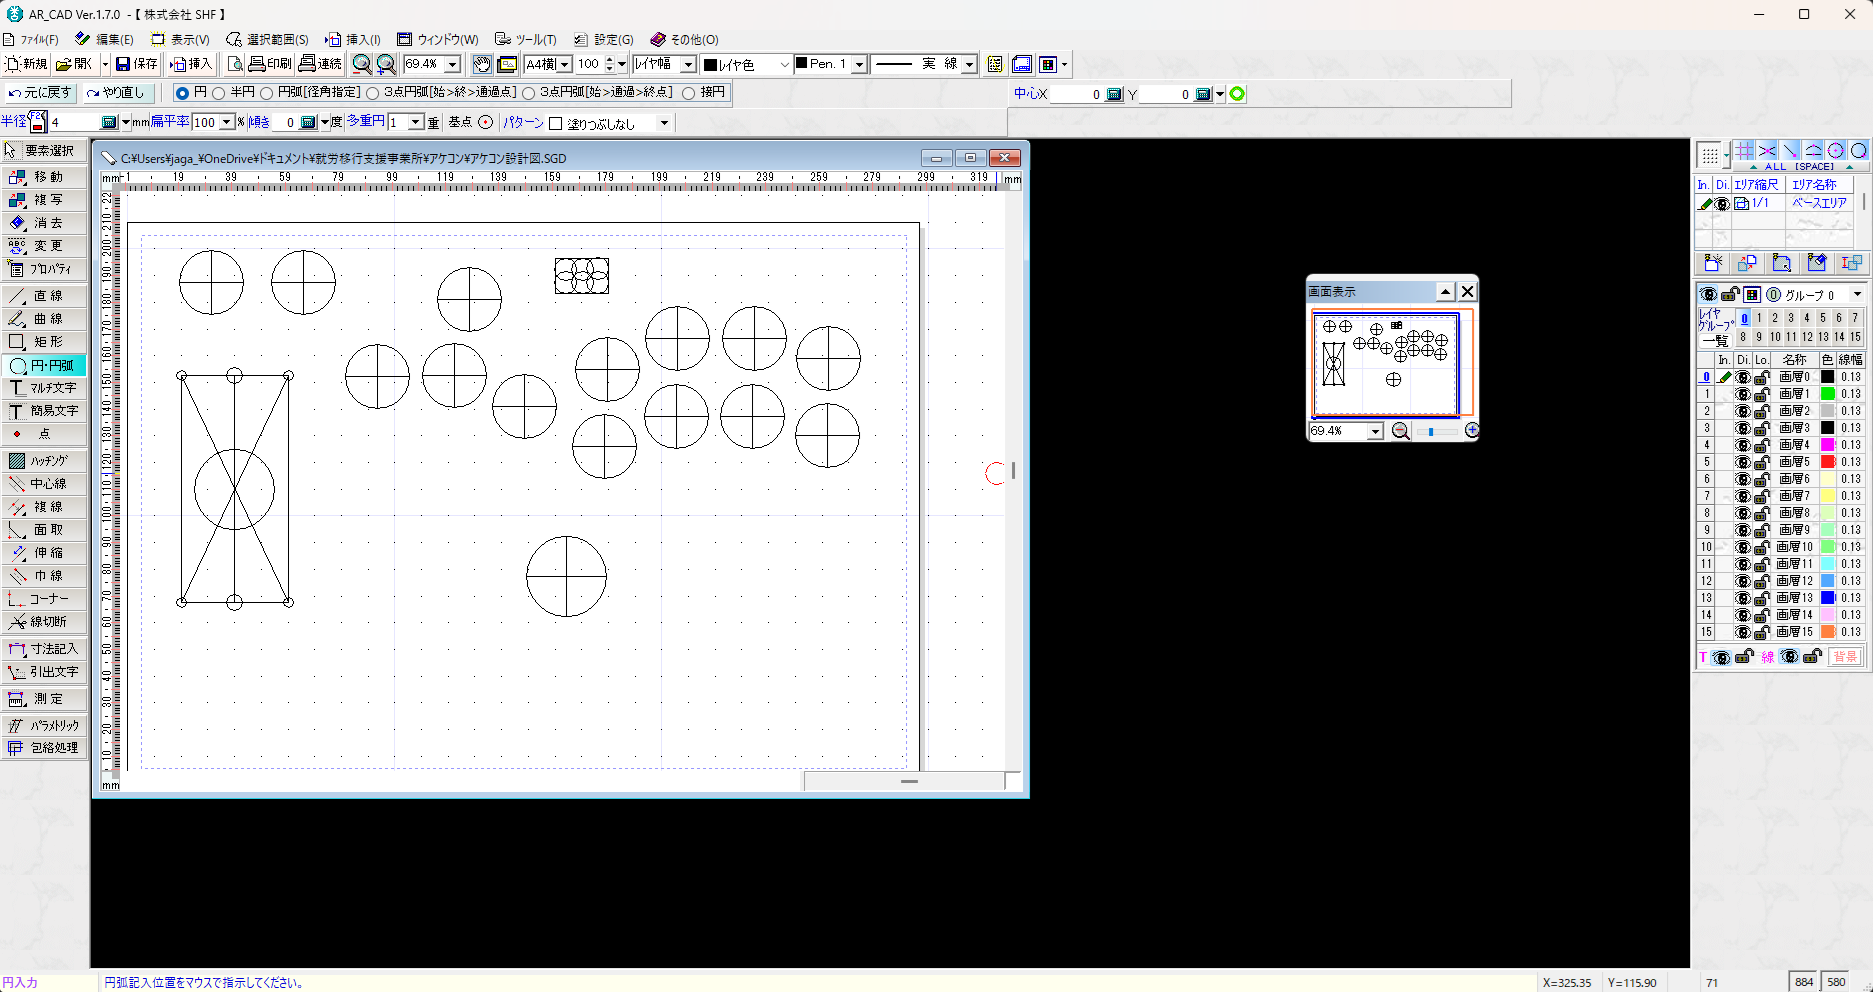 AR_CAD Ver.1.7.0 -【 株式会社 SHF 】
ファイル(F) 編集(E) 表示(V) 選択範囲(S) 挿入(I) ウィンドウ(W) ツール(T) 設定(G) その他(O)
新規 開く 保存 挿入 印刷 連続 69.4% A4横 100 レイヤ幅 レイヤ色 Pen. 1 実 線
元に戻す やり直し 円 半円 円弧[径角指定] 3点円弧[始>終>通過点] 3点円弧[始>通過>終点] 接円 中心X 0 Y 0
半径 F2 4 mm 扁平率 100 % 傾き 0 度 多重円 1 重 基点 パターン 塗りつぶしなし
要素選択
移 動
複 写
消 去
変 更
プロパティ
直 線
曲 線
矩 形
円・円弧
マルチ文字
簡易文字
点
ハッチング
中心線
複 線
面 取
伸 縮
巾 線
コーナー
線切断
寸法記入
引出文字
測 定
パラメトリック
包絡処理
C:¥Users¥jaga_¥OneDrive¥ドキュメント¥就労移行支援事業所¥アケコン¥アケコン設計図.SGD
mm -1 19 39 59 79 99 119 139 159 179 199 219 239 259 279 299 319 mm
210
200
190
180
170
160
150
140
130
120
110
100
90
80
70
60
50
40
30
20
10
mm
画面表示
69.4%
ALL [SPACE]
In. Di. エリア縮尺 エリア名称
1/1 ベースエリア
グループ 0
レイヤグループ 0 1 2 3 4 5 6 7
一覧 8 9 10 11 12 13 14 15
In. Di. Lo. 名称 色 線幅
0 画層0 0.13
1 画層1 0.13
2 画層2 0.13
3 画層3 0.13
4 画層4 0.13
5 画層5 0.13
6 画層6 0.13
7 画層7 0.13
8 画層8 0.13
9 画層9 0.13
10 画層10 0.13
11 画層11 0.13
12 画層12 0.13
13 画層13 0.13
14 画層14 0.13
15 画層15 0.13
T 線 背景
円入力 円弧記入位置をマウスで指示してください。 X=325.35 Y=115.90 71 884 580